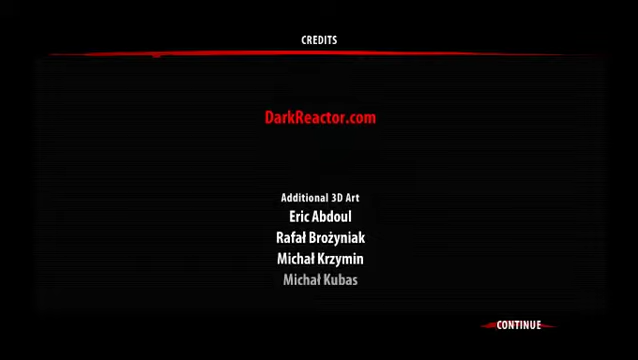 CREDITS
DarkReactor.com
Additional 3D Art
Eric Abdoul
Rafał Brożyniak
Michał Krzymin
Michał Kubas
CONTINUE